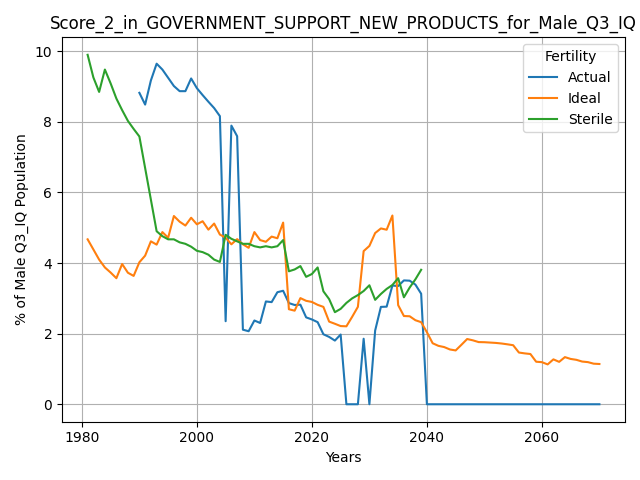 Score_2_in_GOVERNMENT_SUPPORT_NEW_PRODUCTS_for_Male_Q3_IQ
Fertility
Actual
Ideal
Sterile
% of Male Q3_IQ Population
10
8
6
4
2
0
1980 2000 2020 2040 2060
Years